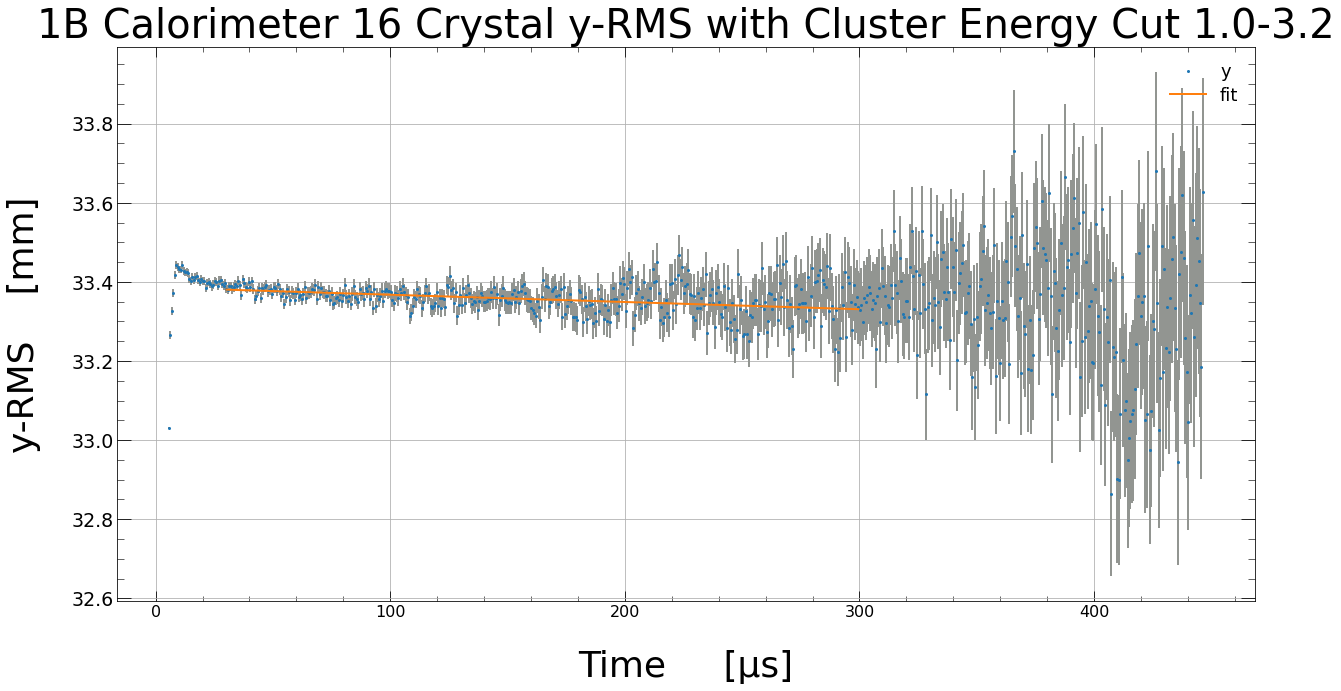 1B Calorimeter 16 Crystal y-RMS with Cluster Energy Cut 1.0-3.2
y
fit
y-RMS [mm]
33.8
33.6
33.4
33.2
33.0
32.8
32.6
0 100 200 300 400
Time [μs]